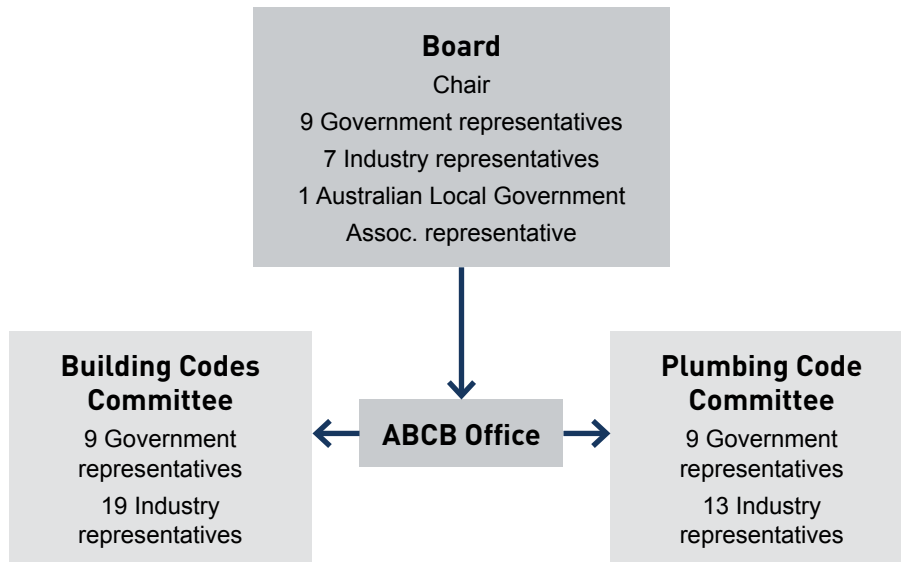 Board
Chair
9 Government representatives
7 Industry representatives
1 Australian Local Government
Assoc. representative
Building Codes
Committee
9 Government
representatives
19 Industry
representatives
ABCB Office
Plumbing Code
Committee
9 Government
representatives
13 Industry
representatives